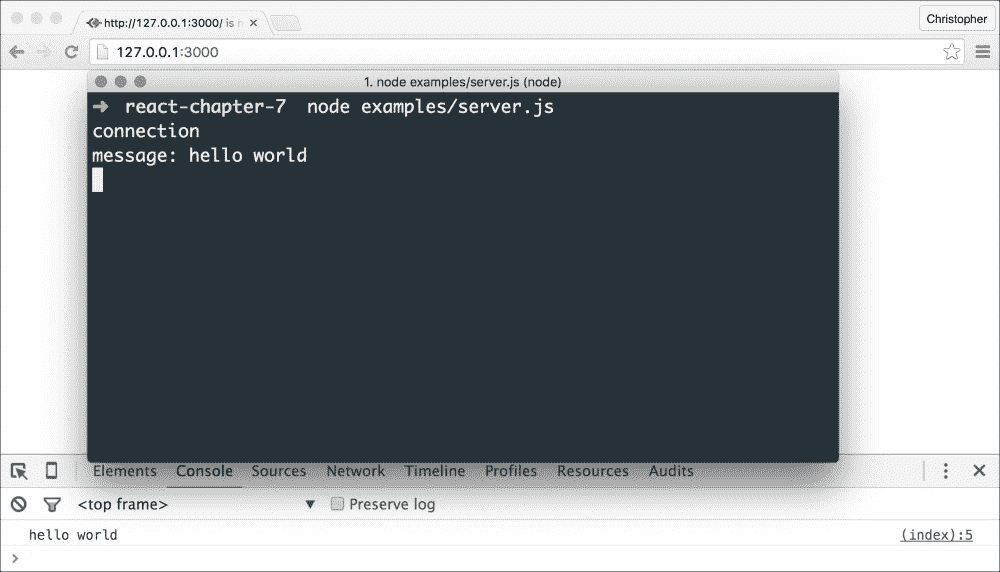 http://127.0.0.1:3000/ is
Christopher
127.0.0.1:3000
1. node examples/server.js (node)
➜ react-chapter-7 node examples/server.js
connection
message: hello world
Elements Console Sources Network Timeline Profiles Resources Audits
<top frame> ▼ Preserve log
hello world (index):5
>